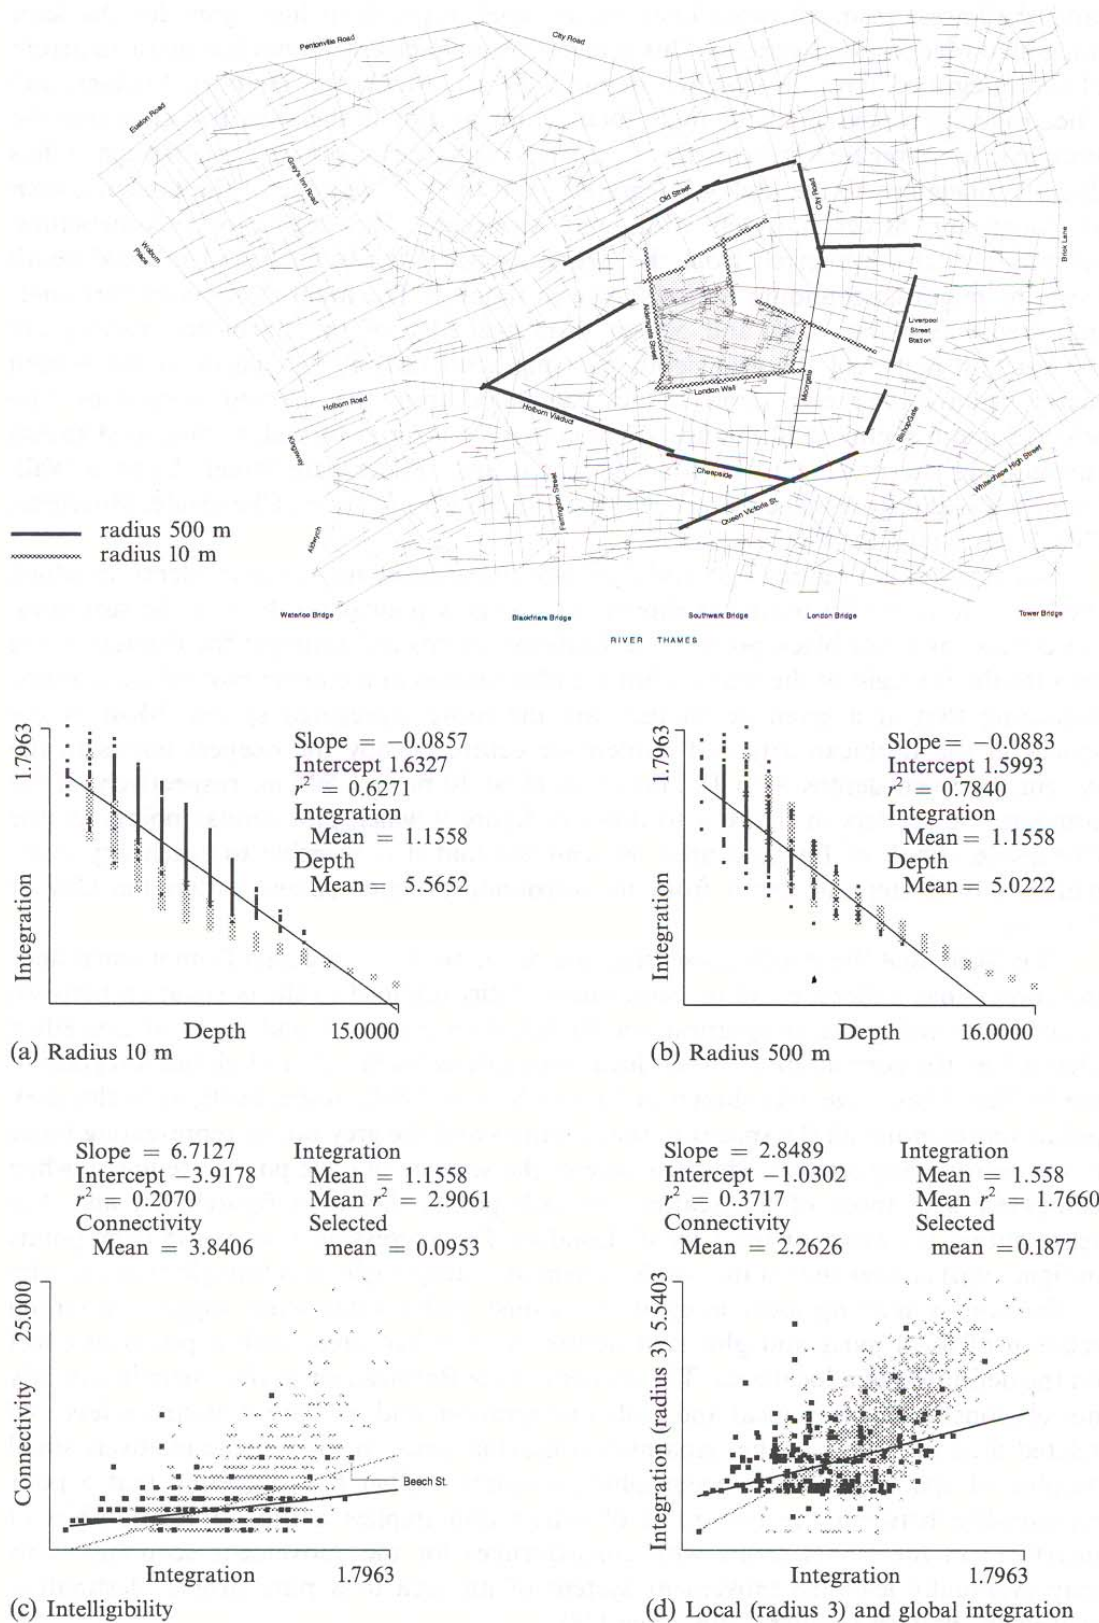 Pentonville Road
City Road
Euston Road
Gray's Inn Road
Old Street
City Road
Woburn
Place
Brick Lane
Aldersgate Street
Liverpool
Street
Station
London Wall
Moorgate
Holborn Road
Holborn Viaduct
Kingsway
BishopGate
Cheapside
Whitechaple High Street
Farringdon Street
Queen Victoria St.
Aldwych
radius 500 m
radius 10 m
Waterloo Bridge
Blackfriars Bridge
Southwark Bridge
London Bridge
Tower Bridge
RIVER THAMES
1.7963
Integration
Slope = −0.0857
Intercept 1.6327
r² = 0.6271
Integration
Mean = 1.1558
Depth
Mean = 5.5652
Depth
15.0000
(a) Radius 10 m
1.7963
Integration
Slope = −0.0883
Intercept 1.5993
r² = 0.7840
Integration
Mean = 1.1558
Depth
Mean = 5.0222
Depth
16.0000
(b) Radius 500 m
Slope = 6.7127
Intercept −3.9178
r² = 0.2070
Connectivity
Mean = 3.8406
Integration
Mean = 1.1558
Mean r² = 2.9061
Selected
mean = 0.0953
25.000
Connectivity
Beech St.
Integration
1.7963
(c) Intelligibility
Slope = 2.8489
Intercept −1.0302
r² = 0.3717
Connectivity
Mean = 2.2626
Integration
Mean = 1.558
Mean r² = 1.7660
Selected
mean = 0.1877
Integration (radius 3) 5.5403
Integration
1.7963
(d) Local (radius 3) and global integration